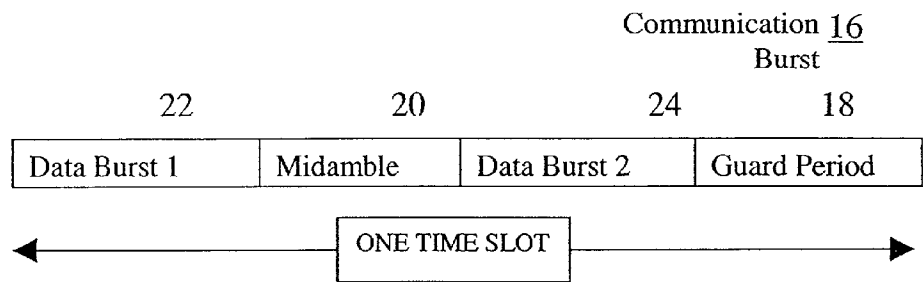 Communication 16
Burst
22 20 24 18
Data Burst 1 Midamble Data Burst 2 Guard Period
ONE TIME SLOT